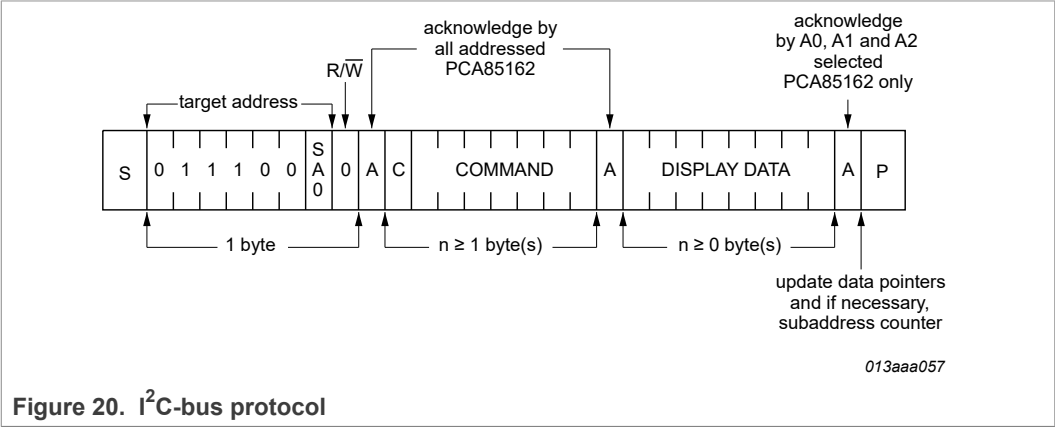 acknowledge by
all addressed
PCA85162
acknowledge
by A0, A1 and A2
selected
PCA85162 only
R/W̅
target address
S 0 1 1 1 0 0 SA0 0 A C COMMAND A DISPLAY DATA A P
1 byte
n ≥ 1 byte(s)
n ≥ 0 byte(s)
update data pointers
and if necessary,
subaddress counter
013aaa057
Figure 20. I²C-bus protocol